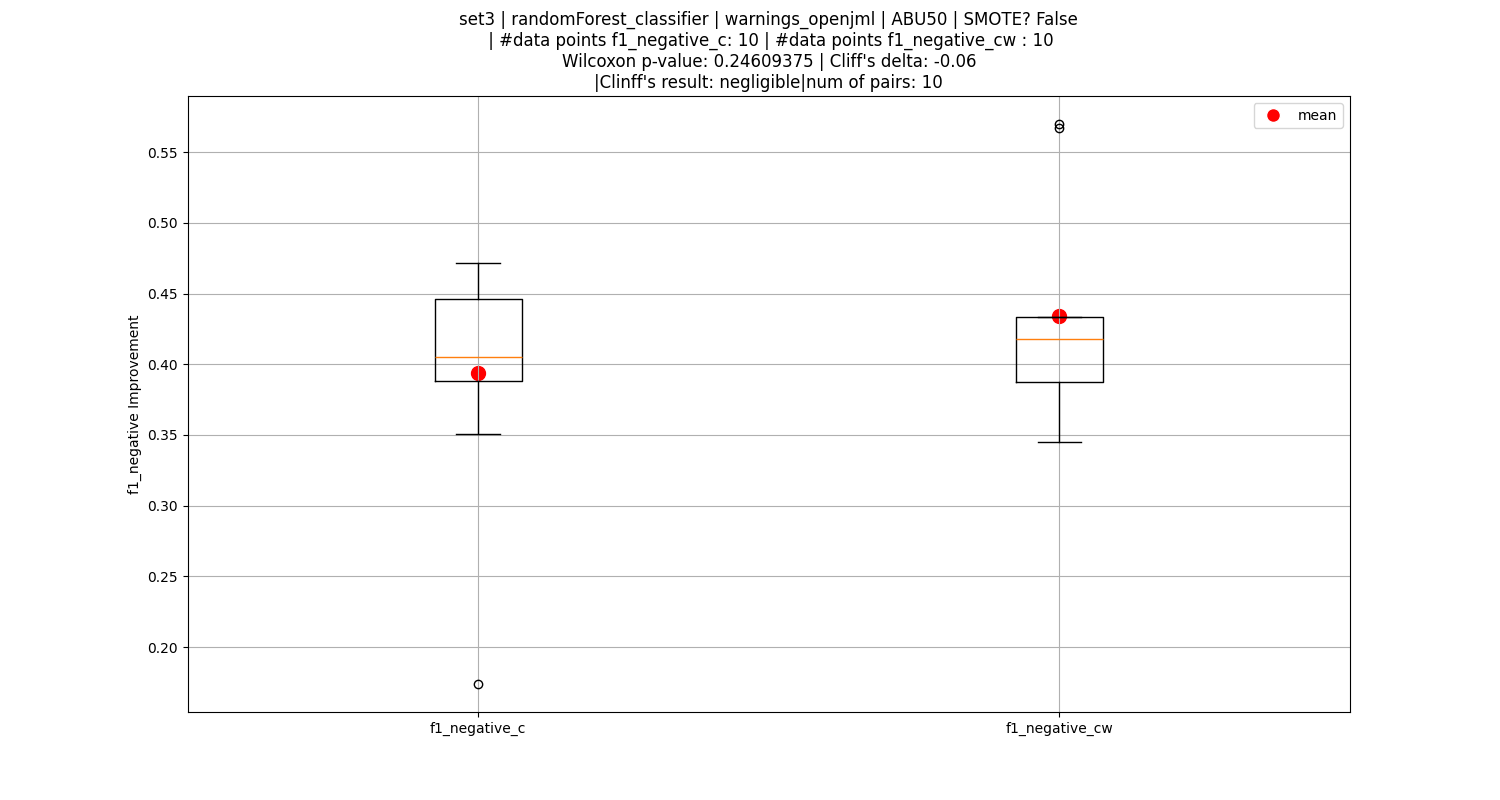 set3 | randomForest_classifier | warnings_openjml | ABU50 | SMOTE? False
| #data points f1_negative_c: 10 | #data points f1_negative_cw : 10
Wilcoxon p-value: 0.24609375 | Cliff's delta: -0.06
|Clinff's result: negligible|num of pairs: 10
mean
0.55
0.50
0.45
0.40
0.35
0.30
0.25
0.20
f1_negative Improvement
f1_negative_c
f1_negative_cw